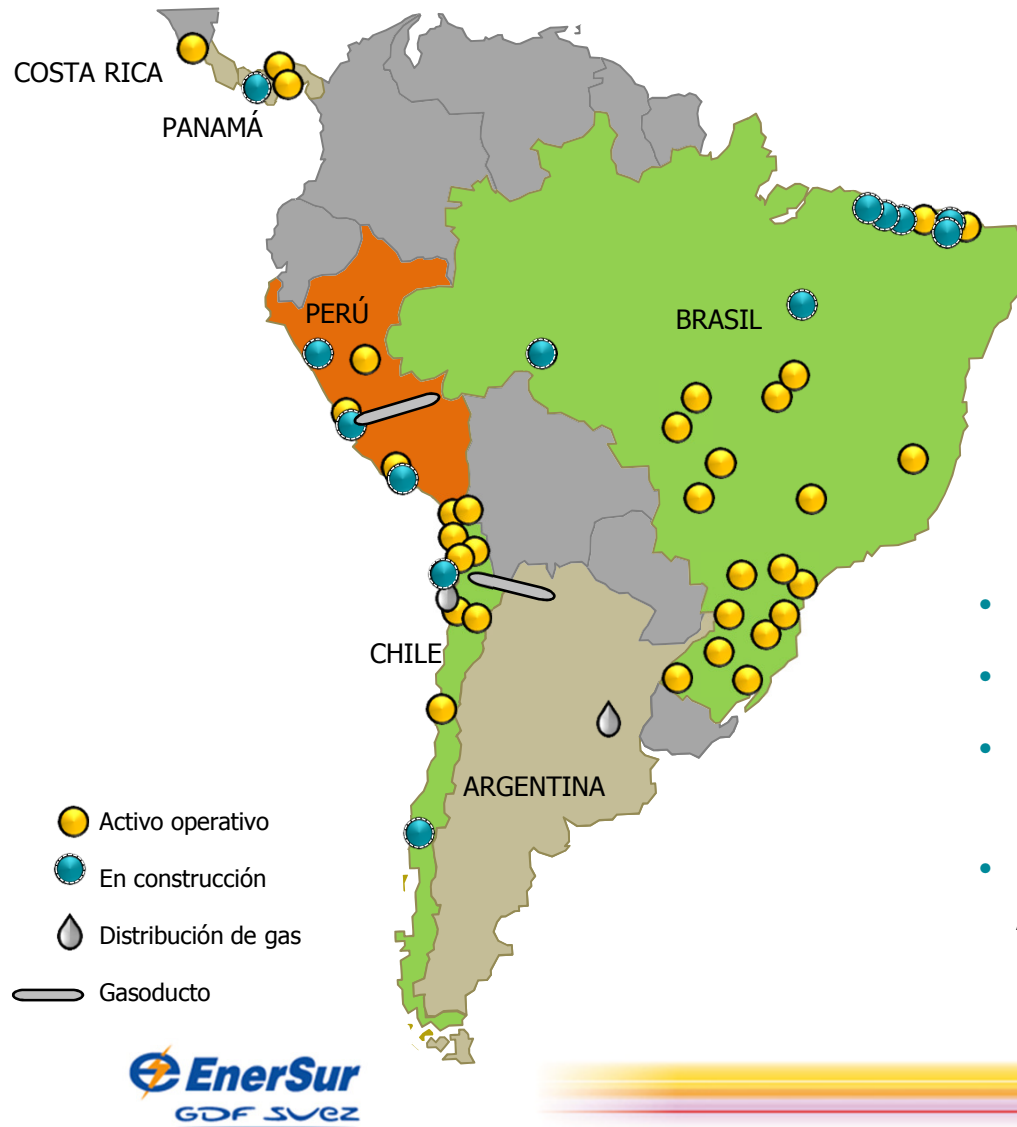 COSTA RICA
PANAMÁ
PERÚ
BRASIL
CHILE
ARGENTINA
Activo operativo
En construcción
Distribución de gas
Gasoducto
EnerSur
GDF SUEZ